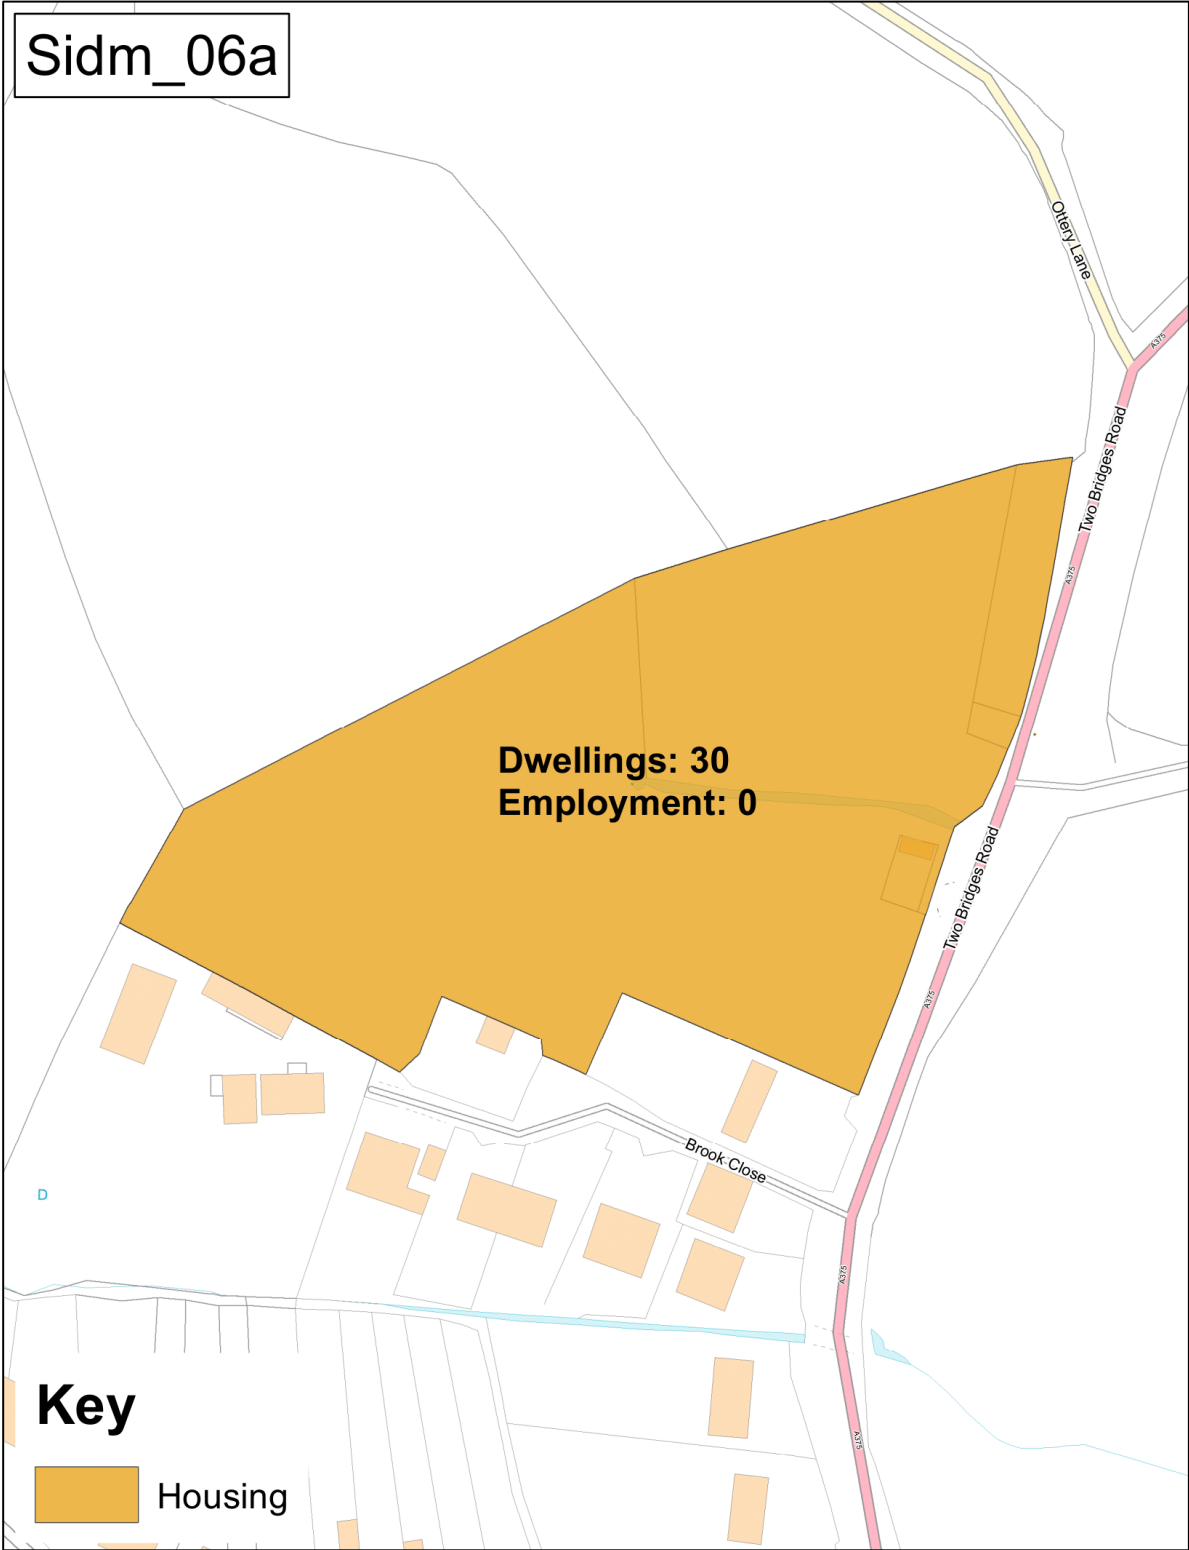 Sidm_06a
Ottery Lane
A375
Two Bridges Road
A375
Dwellings: 30
Employment: 0
Two Bridges Road
A375
Brook Close
D
A375
A375
Key
Housing